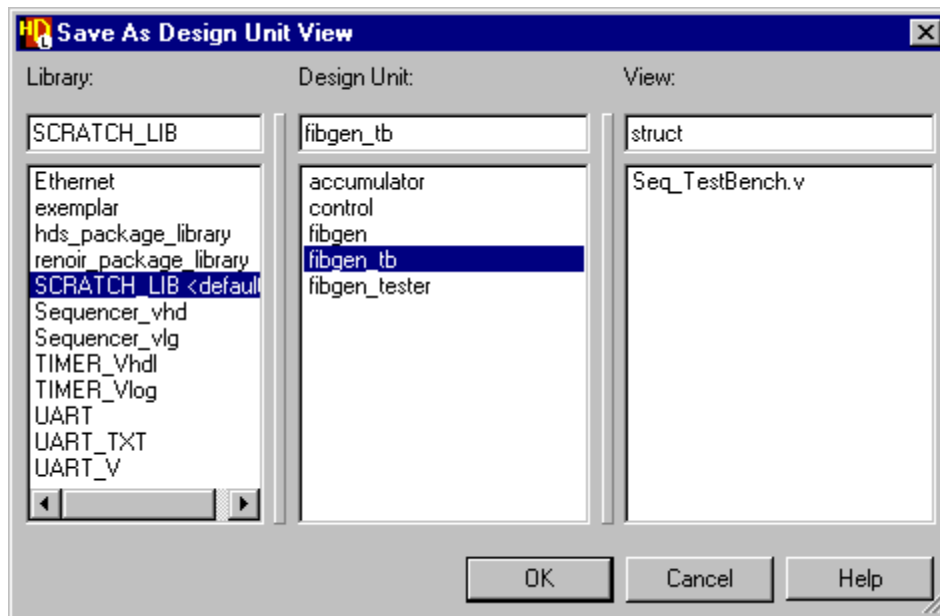 HD L Save As Design Unit View
Library:
Design Unit:
View:
SCRATCH_LIB
fibgen_tb
struct
Ethernet
exemplar
hds_package_library
renoir_package_library
SCRATCH_LIB <defaul
Sequencer_vhd
Sequencer_vlg
TIMER_Vhdl
TIMER_Vlog
UART
UART_TXT
UART_V
accumulator
control
fibgen
fibgen_tb
fibgen_tester
Seq_TestBench.v
OK
Cancel
Help